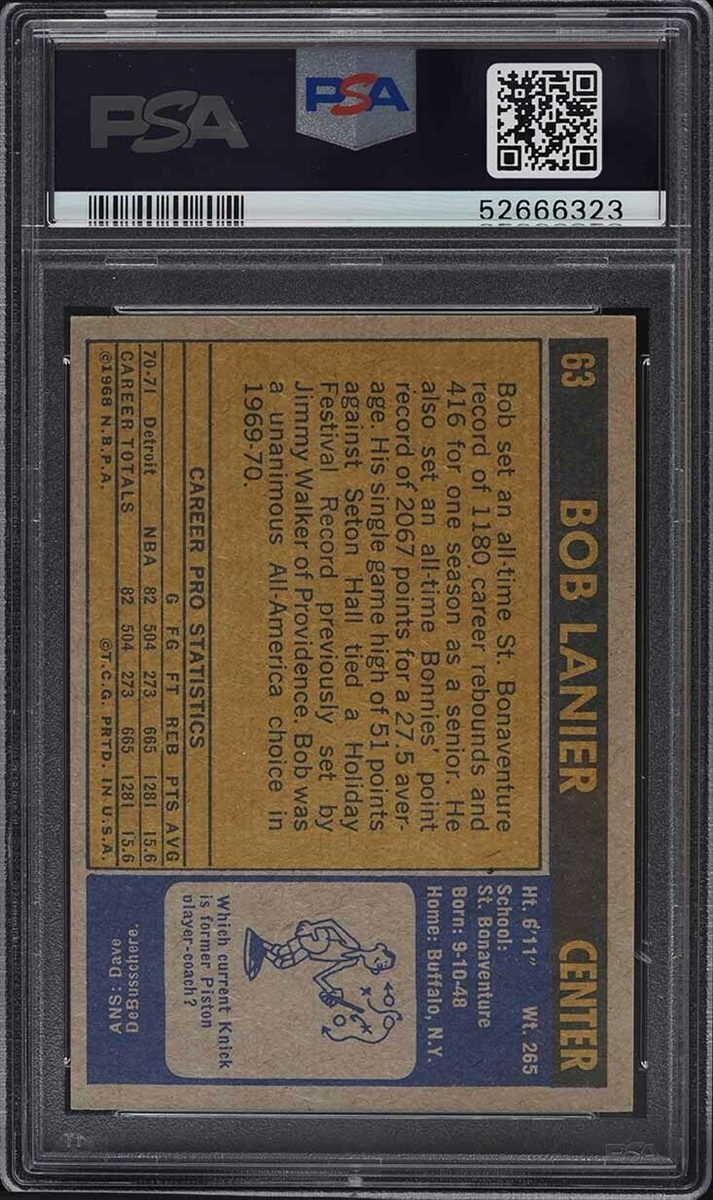 PSA
PSA
52666323
63 BOB LANIER CENTER
Bob set an all-time St. Bonaventure
record of 1180 career rebounds and
416 for one season as a senior. He
also set an all-time Bonnies' point
record of 2067 points for a 27.5 aver-
age. His single game high of 51 points
against Seton Hall tied a Holiday
Festival Record previously set by
Jimmy Walker of Providence. Bob was
a unanimous All-America choice in
1969-70.
CAREER PRO STATISTICS
G FG FT REB PTS AVG
70-71 Detroit NBA 82 504 273 665 1281 15.6
CAREER TOTALS 82 504 273 665 1281 15.6
©1968 N.B.P.A. ©T.C.G. PRTD. IN U.S.A.
Ht. 6'11" Wt. 265
School:
St. Bonaventure
Born: 9-10-48
Home: Buffalo, N.Y.
Which current Knick
is former Piston
player-coach?
ANS: Dave
DeBusschere.
PSA